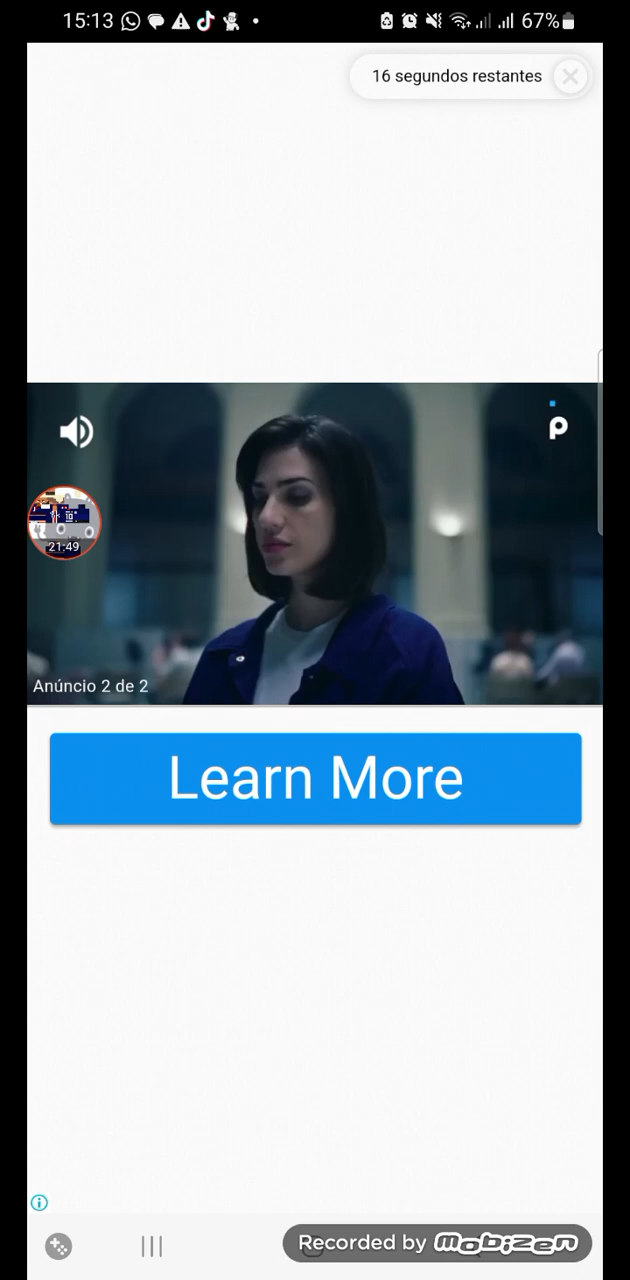 15:13
67%
16 segundos restantes
21:49
Anúncio 2 de 2
Learn More
Recorded by mobizen